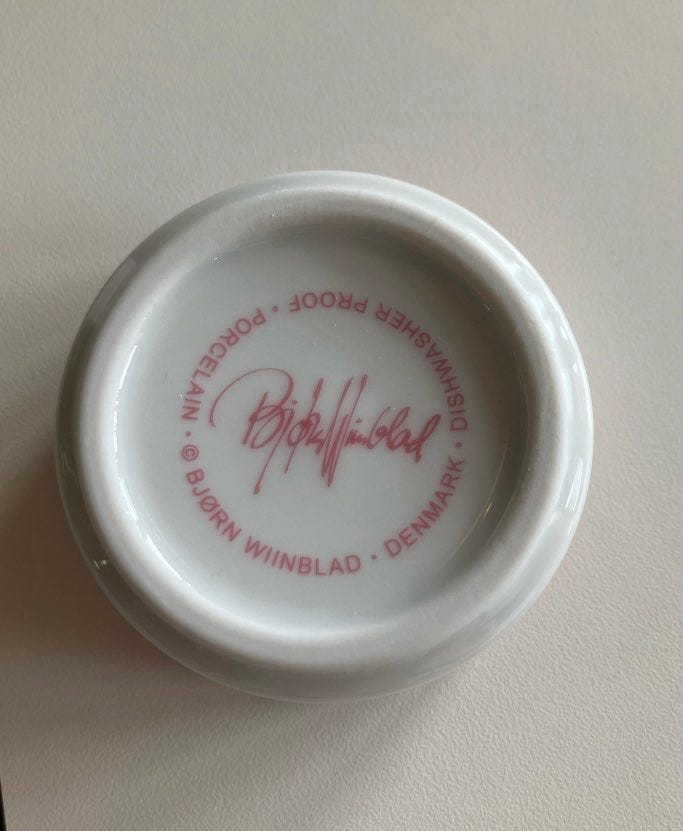 Bjørn Wiinblad
© BJØRN WIINBLAD • DENMARK • DISHWASHER PROOF • PORCELAIN •